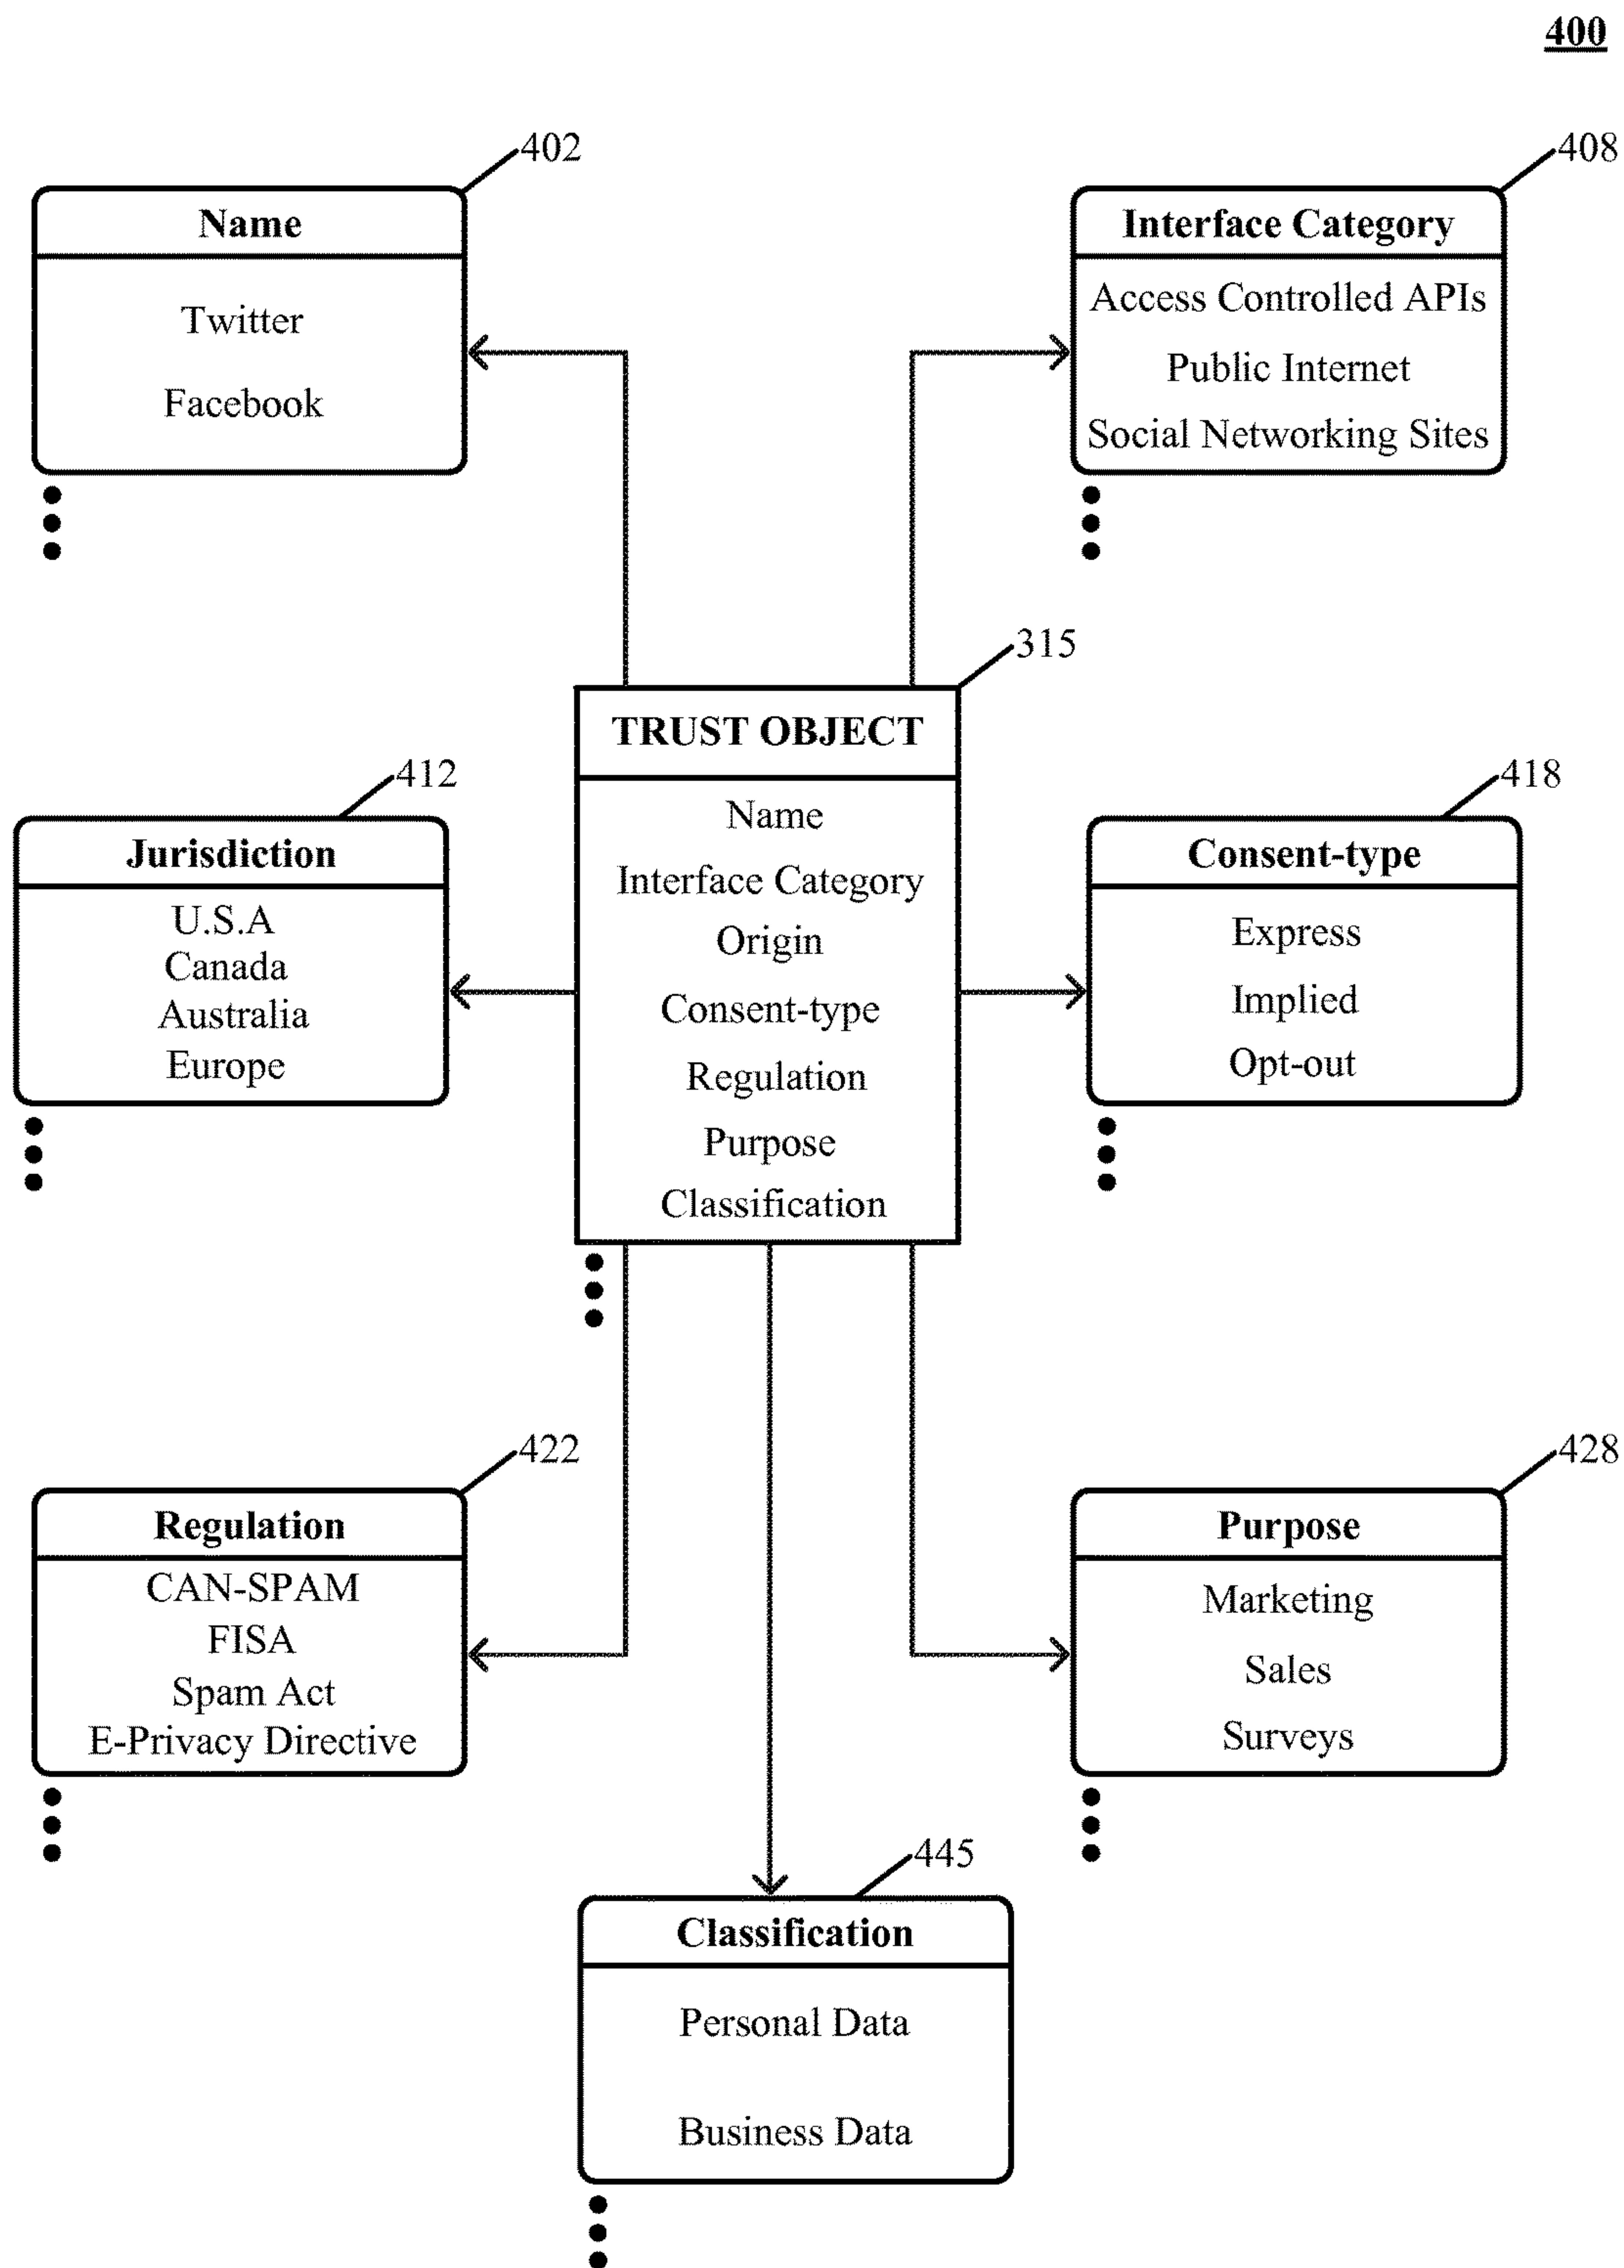 400
402
Name
Twitter
Facebook
408
Interface Category
Access Controlled APIs
Public Internet
Social Networking Sites
315
TRUST OBJECT
Name
Interface Category
Origin
Consent-type
Regulation
Purpose
Classification
412
Jurisdiction
U.S.A
Canada
Australia
Europe
418
Consent-type
Express
Implied
Opt-out
422
Regulation
CAN-SPAM
FISA
Spam Act
E-Privacy Directive
428
Purpose
Marketing
Sales
Surveys
445
Classification
Personal Data
Business Data